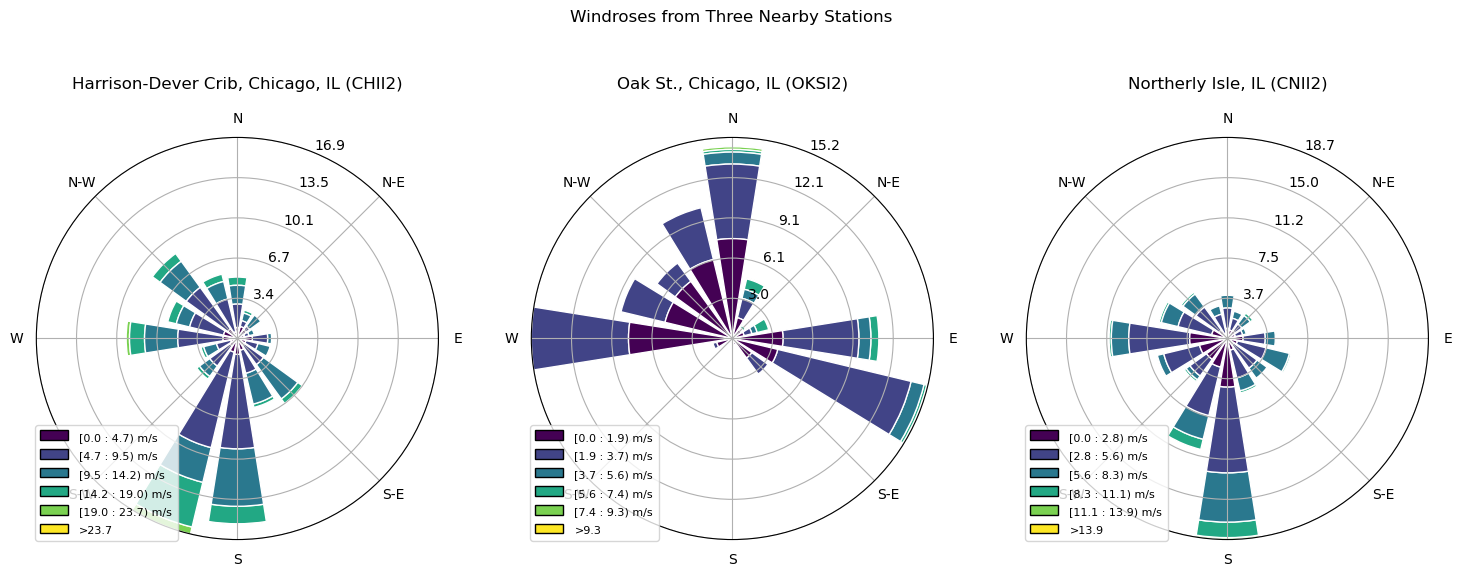 Windroses from Three Nearby Stations
Harrison-Dever Crib, Chicago, IL (CHII2)
N
N-E
E
S-E
S
W
N-W
3.4
6.7
10.1
13.5
16.9
[0.0 : 4.7) m/s
[4.7 : 9.5) m/s
[9.5 : 14.2) m/s
[14.2 : 19.0) m/s
[19.0 : 23.7) m/s
>23.7
Oak St., Chicago, IL (OKSI2)
N
N-E
E
S-E
S
W
N-W
3.0
6.1
9.1
12.1
15.2
[0.0 : 1.9) m/s
[1.9 : 3.7) m/s
[3.7 : 5.6) m/s
[5.6 : 7.4) m/s
[7.4 : 9.3) m/s
>9.3
Northerly Isle, IL (CNII2)
N
N-E
E
S-E
S
W
N-W
3.7
7.5
11.2
15.0
18.7
[0.0 : 2.8) m/s
[2.8 : 5.6) m/s
[5.6 : 8.3) m/s
[8.3 : 11.1) m/s
[11.1 : 13.9) m/s
>13.9